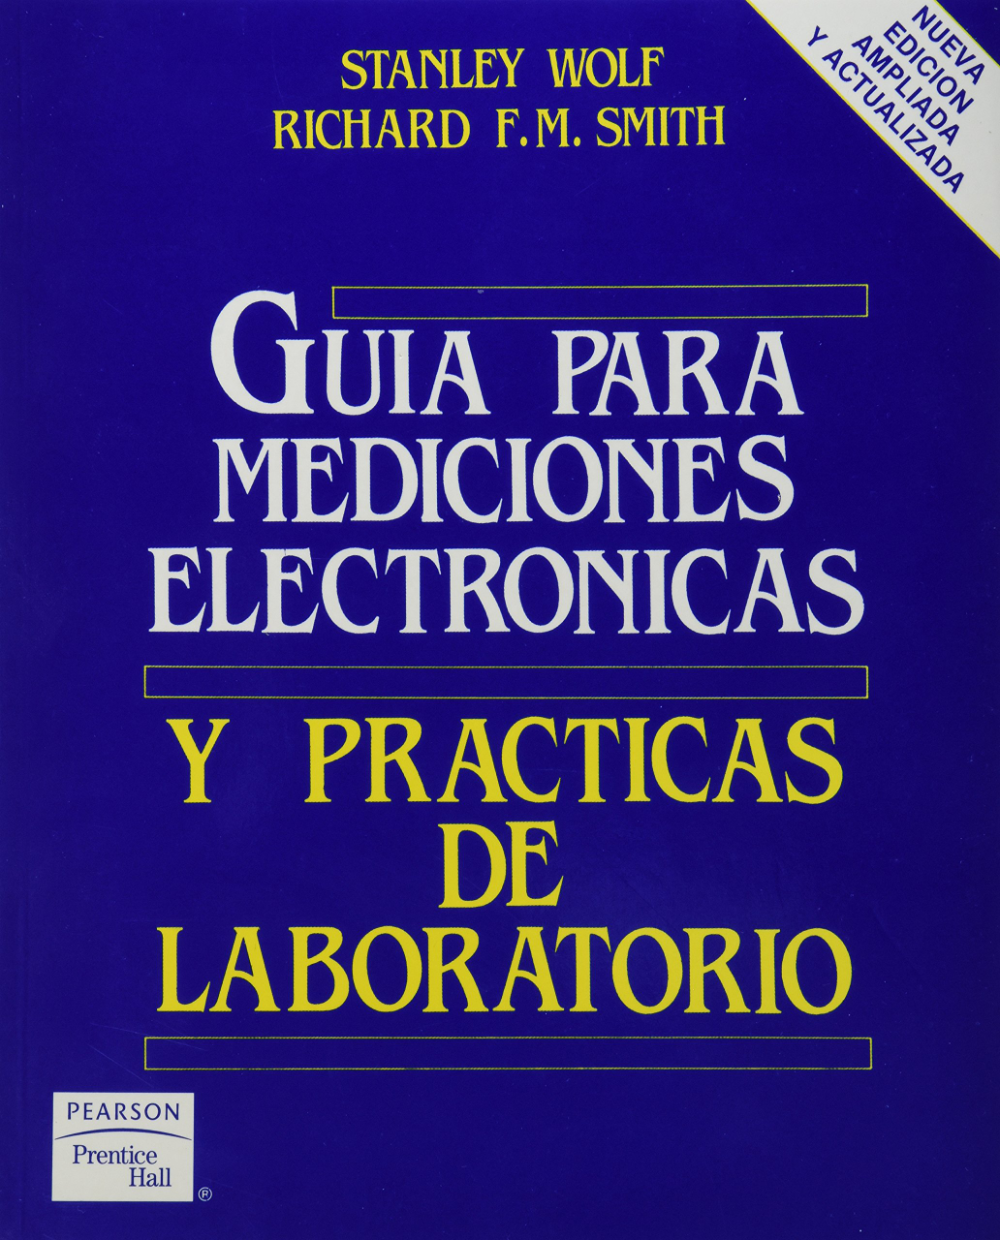 STANLEY WOLF
RICHARD F.M. SMITH
NUEVA
EDICION
AMPLIADA
Y ACTUALIZADA
GUIA PARA
MEDICIONES
ELECTRONICAS
Y PRACTICAS
DE
LABORATORIO
PEARSON
Prentice
Hall
®